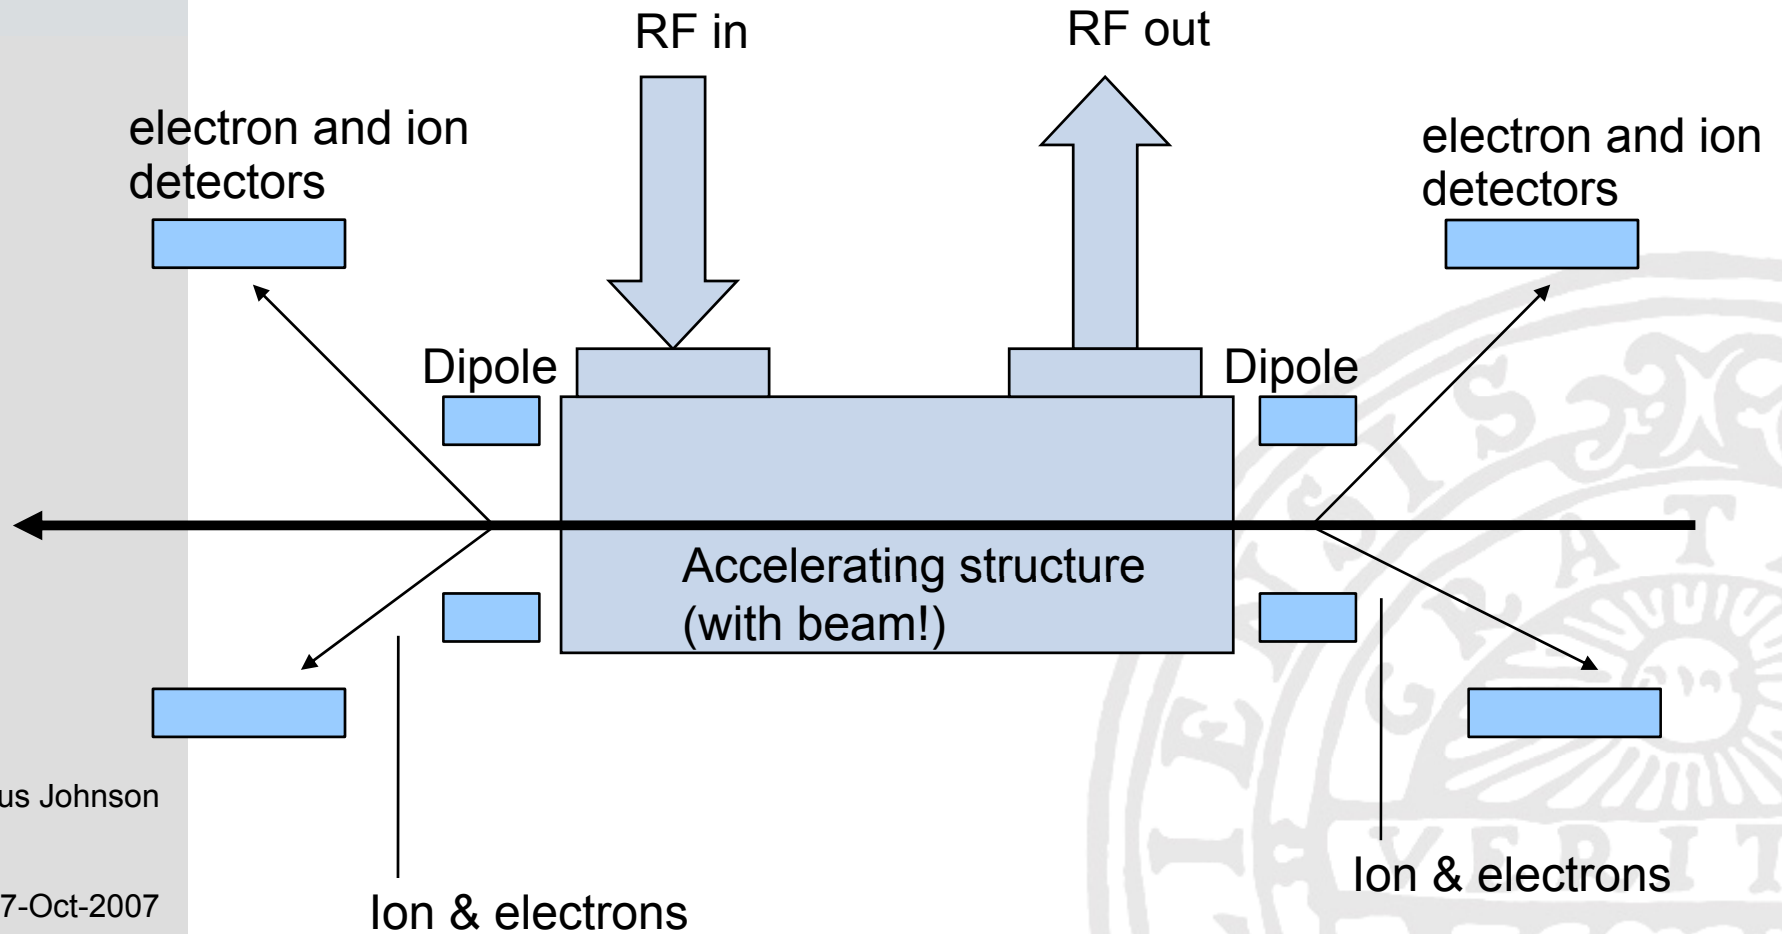 RF in
RF out
electron and ion
detectors
electron and ion
detectors
Dipole
Dipole
Accelerating structure
(with beam!)
us Johnson
Ion & electrons
7-Oct-2007
Ion & electrons